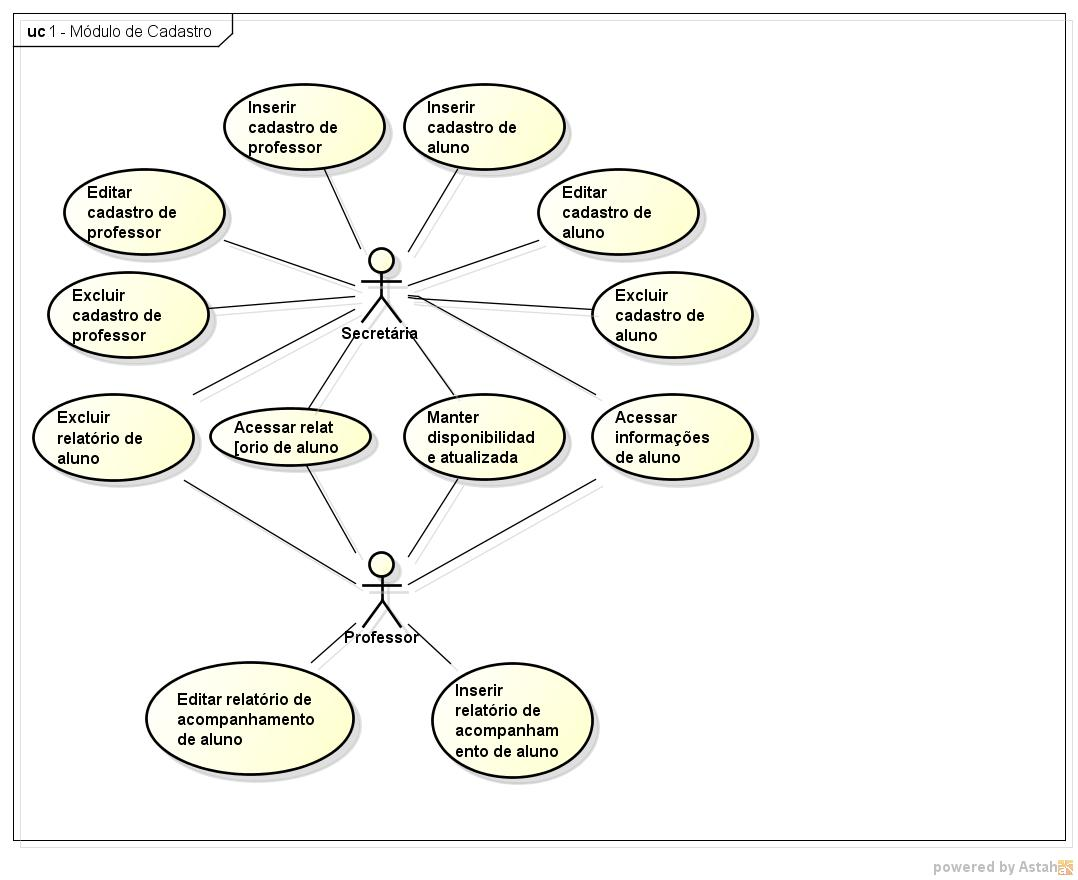 uc 1 - Módulo de Cadastro
Inserir
cadastro de
professor
Inserir
cadastro de
aluno
Editar
cadastro de
professor
Editar
cadastro de
aluno
Excluir
cadastro de
professor
Excluir
cadastro de
aluno
Secretária
Excluir
relatório de
aluno
Acessar relat
[orio de aluno
Manter
disponibilidad
e atualizada
Acessar
informações
de aluno
Professor
Editar relatório de
acompanhamento
de aluno
Inserir
relatório de
acompanham
ento de aluno
powered by Astah